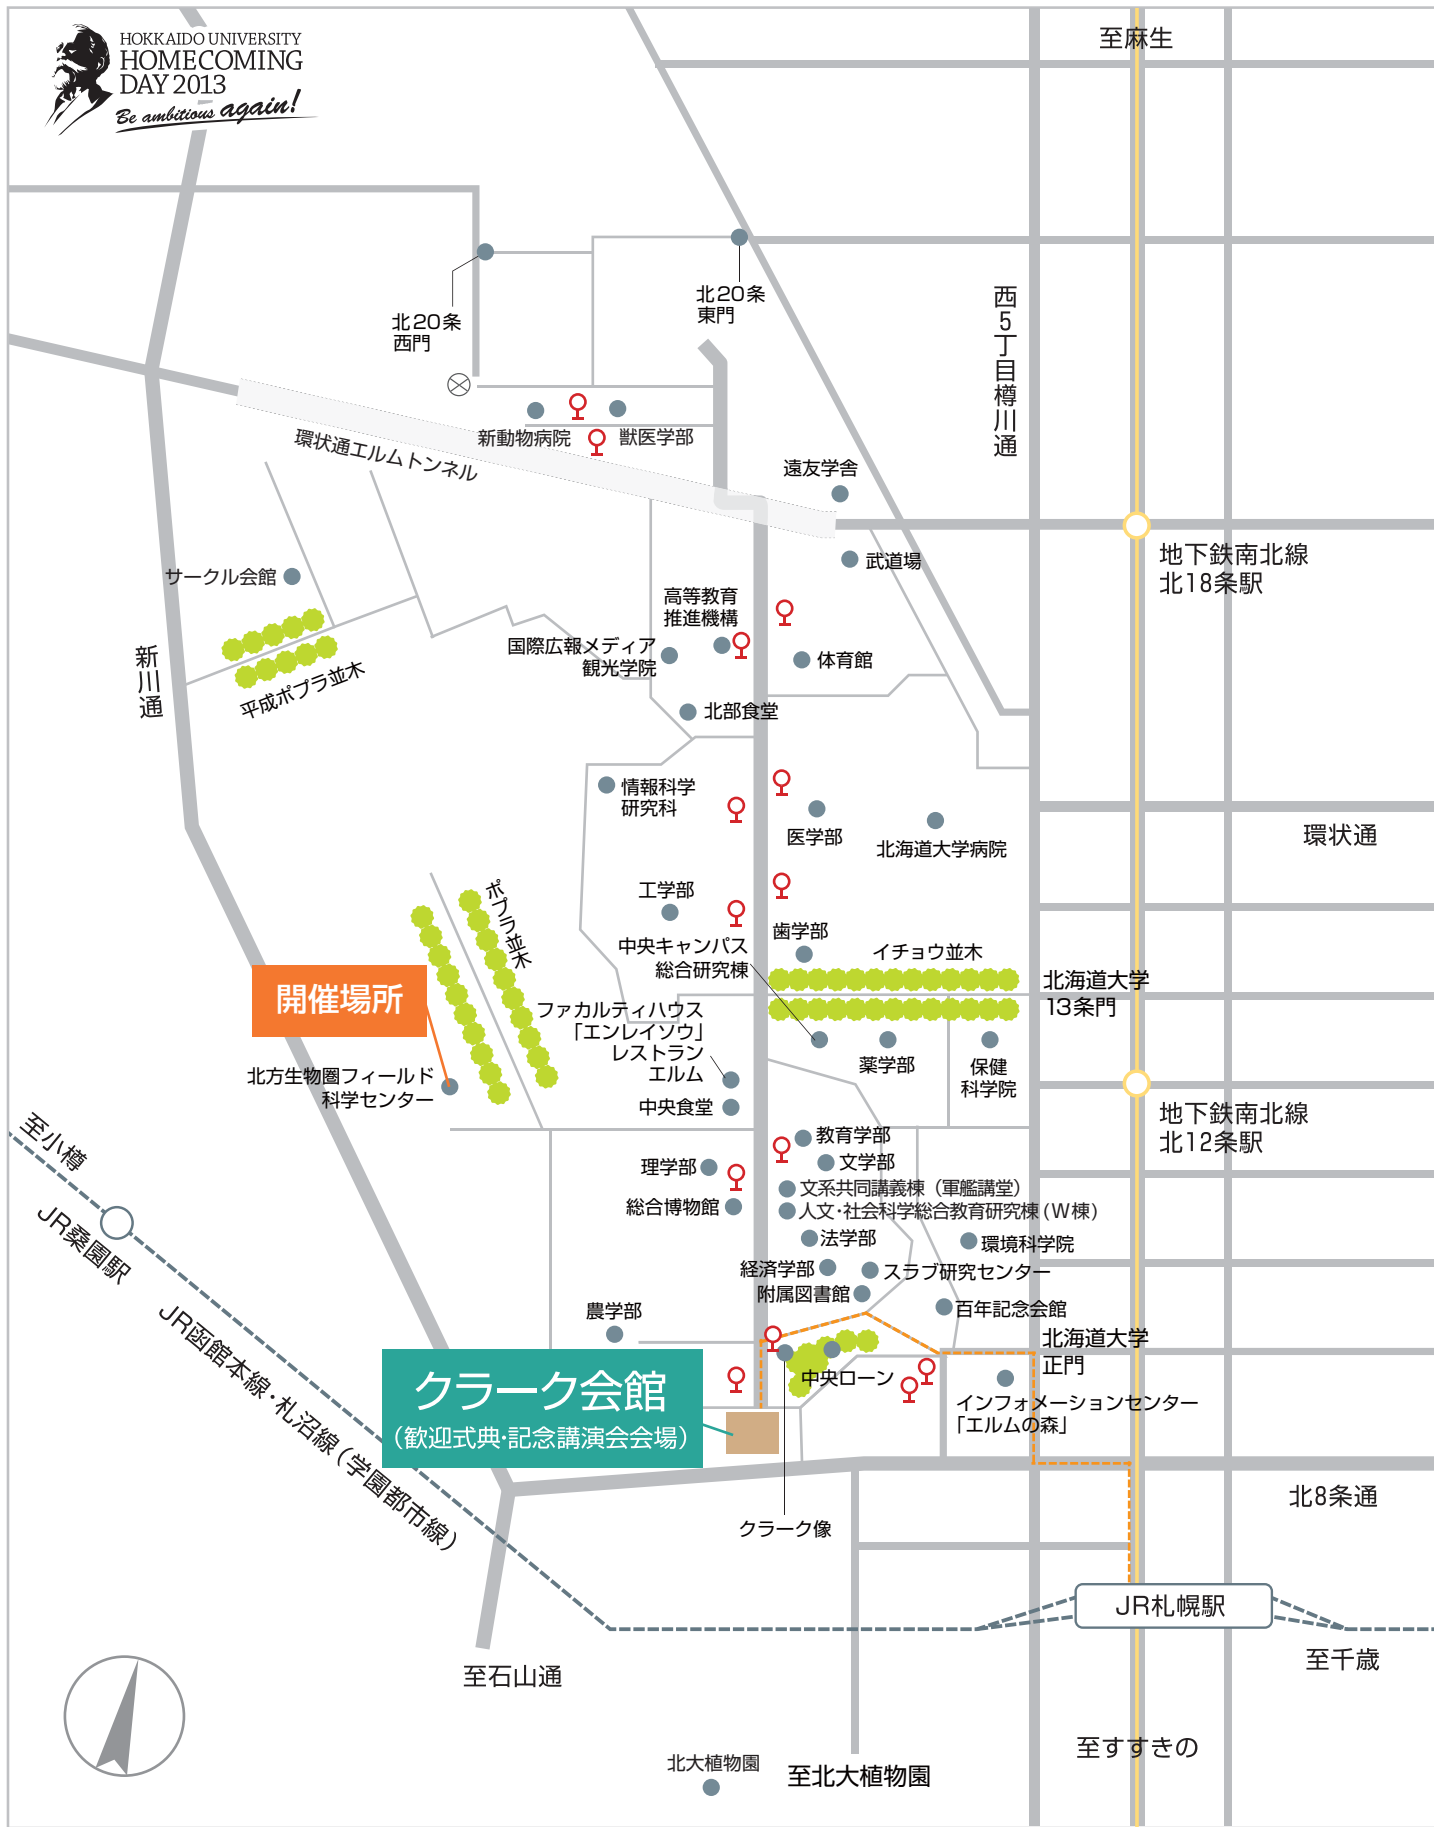 HOKKAIDO UNIVERSITY
HOMECOMING
DAY 2013
Be ambitious again!
至麻生
北20条
西門
北20条
東門
西5丁目樽川通
新動物病院
獣医学部
環状通エルムトンネル
遠友学舎
武道場
地下鉄南北線
北18条駅
サークル会館
平成ポプラ並木
新川通
高等教育
推進機構
国際広報メディア
観光学院
体育館
北部食堂
情報科学
研究科
医学部
北海道大学病院
環状通
工学部
ポプラ並木
中央キャンパス
総合研究棟
歯学部
イチョウ並木
北海道大学
13条門
開催場所
ファカルティハウス
「エンレイソウ」
レストラン
エルム
薬学部
保健
科学院
北方生物圏フィールド
科学センター
中央食堂
地下鉄南北線
北12条駅
至小樽
JR桑園駅
教育学部
文学部
理学部
文系共同講義棟（軍艦講堂）
総合博物館
人文・社会科学総合教育研究棟（W棟）
法学部
環境科学院
経済学部
スラブ研究センター
附属図書館
百年記念会館
農学部
北海道大学
正門
JR函館本線・札沼線（学園都市線）
クラーク会館
（歓迎式典・記念講演会会場）
中央ローン
インフォメーションセンター
「エルムの森」
クラーク像
北8条通
JR札幌駅
至千歳
至石山通
至すすきの
北大植物園
至北大植物園